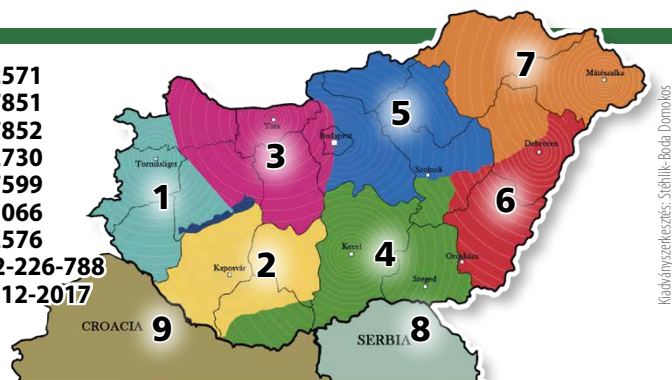 571
851
852
730
599
066
576
2-226-788
12-2017
7
Mátészalka
5
Tata
Budapest
3
Debrecen
Tornásliget
Szolnok
1
6
Kecel
4
Orosháza
2
Kaposvár
Szeged
CROACIA 9
8
SERBIA
Kiadványszerkesztés: Stéhlik-Boda Domokos